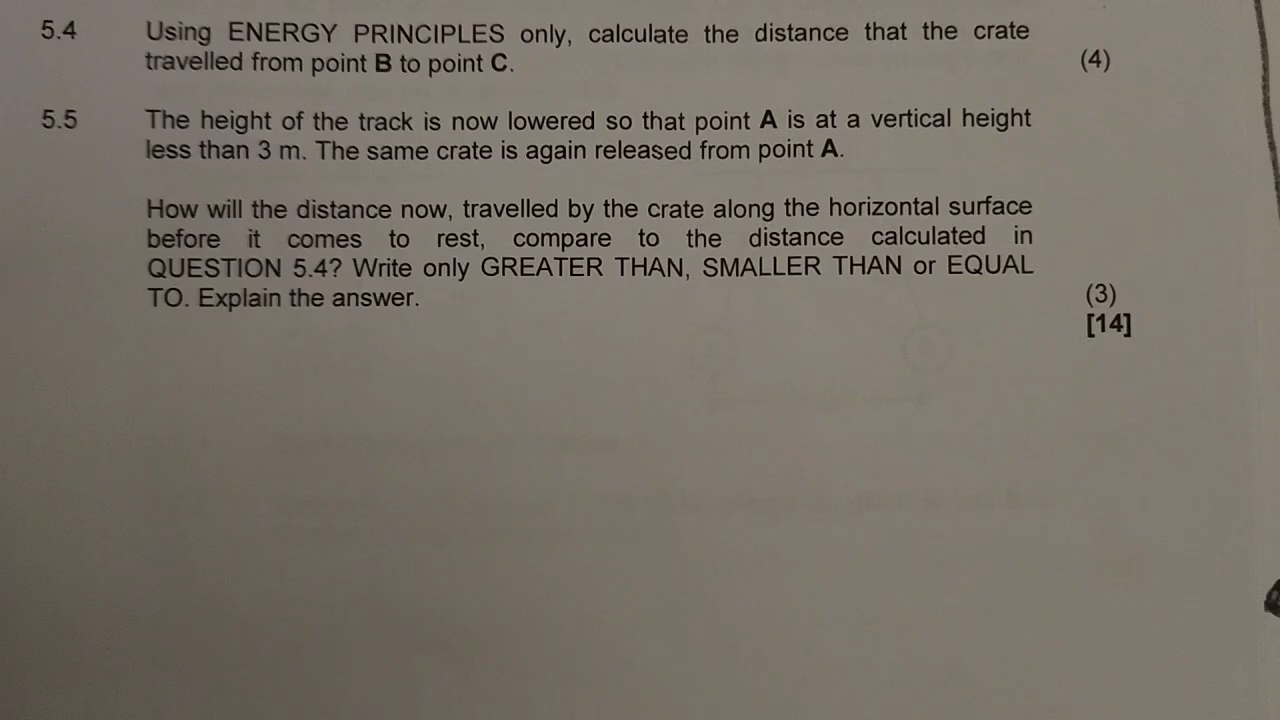 5.4 Using ENERGY PRINCIPLES only, calculate the distance that the crate
travelled from point B to point C. (4)
5.5 The height of the track is now lowered so that point A is at a vertical height
less than 3 m. The same crate is again released from point A.
How will the distance now, travelled by the crate along the horizontal surface
before it comes to rest, compare to the distance calculated in
QUESTION 5.4? Write only GREATER THAN, SMALLER THAN or EQUAL
TO. Explain the answer. (3)
[14]